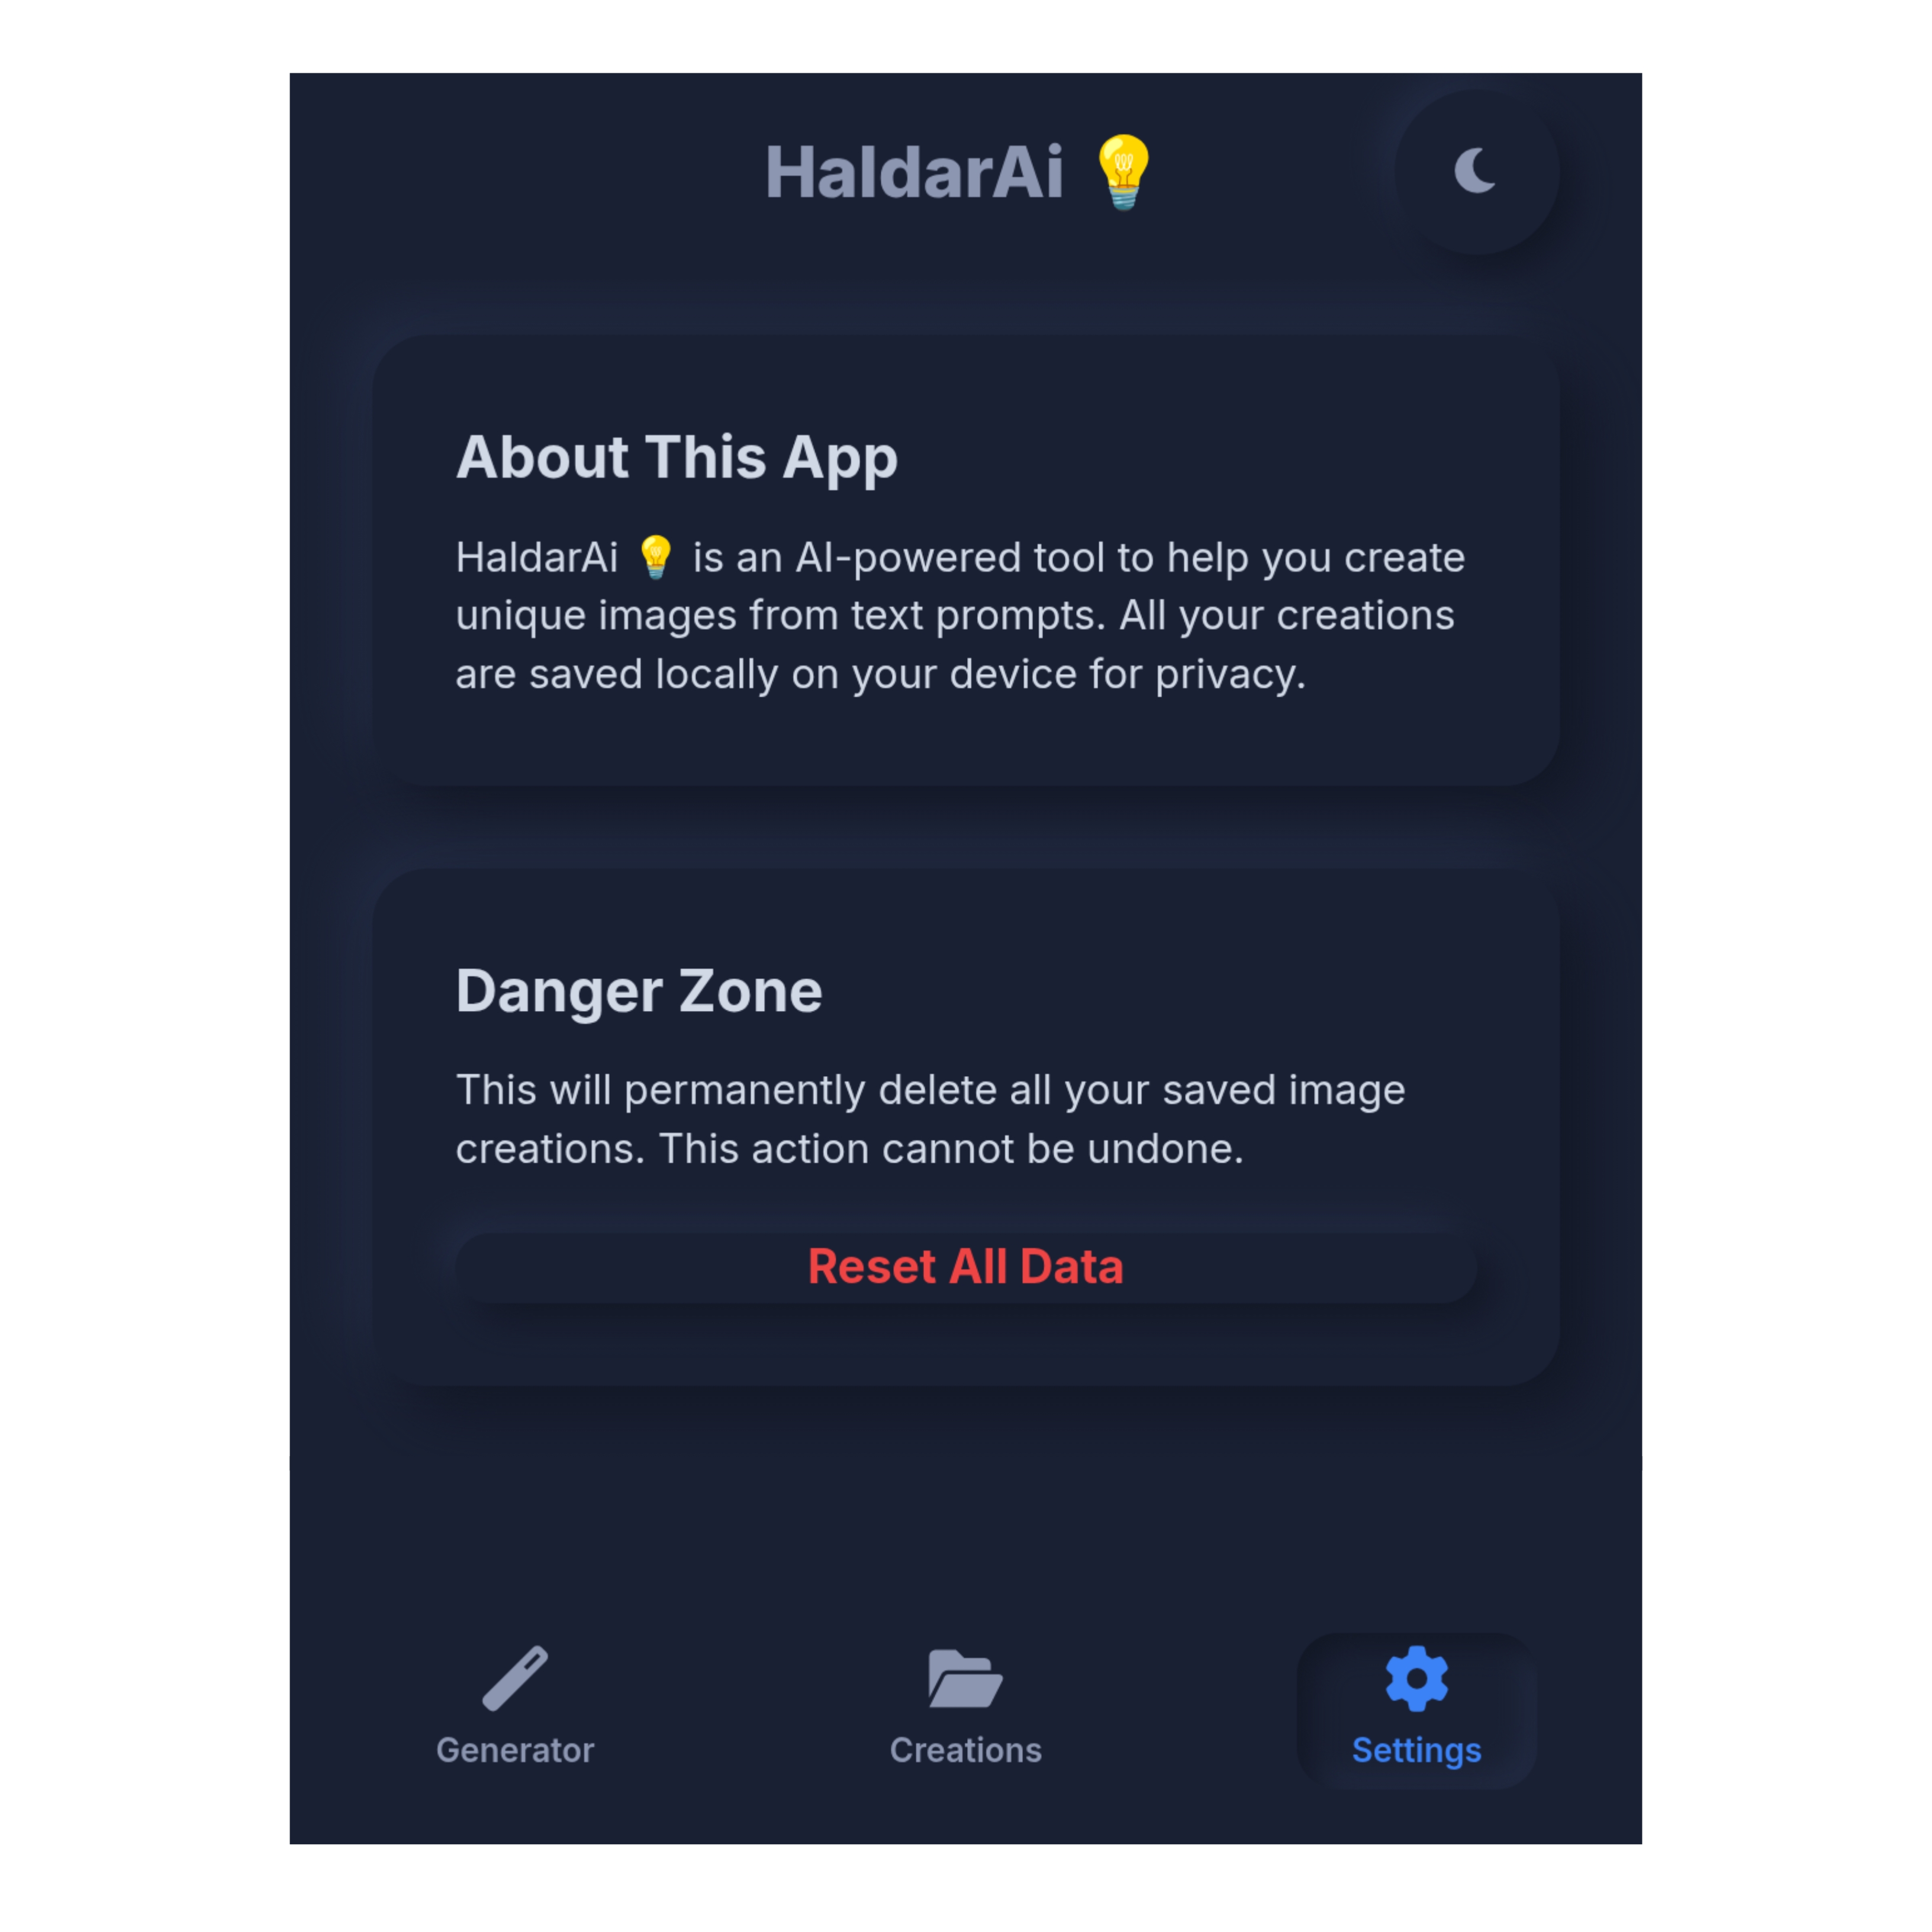 HaldarAi 💡
About This App
HaldarAi 💡 is an AI-powered tool to help you create
unique images from text prompts. All your creations
are saved locally on your device for privacy.
Danger Zone
This will permanently delete all your saved image
creations. This action cannot be undone.
Reset All Data
Generator
Creations
Settings